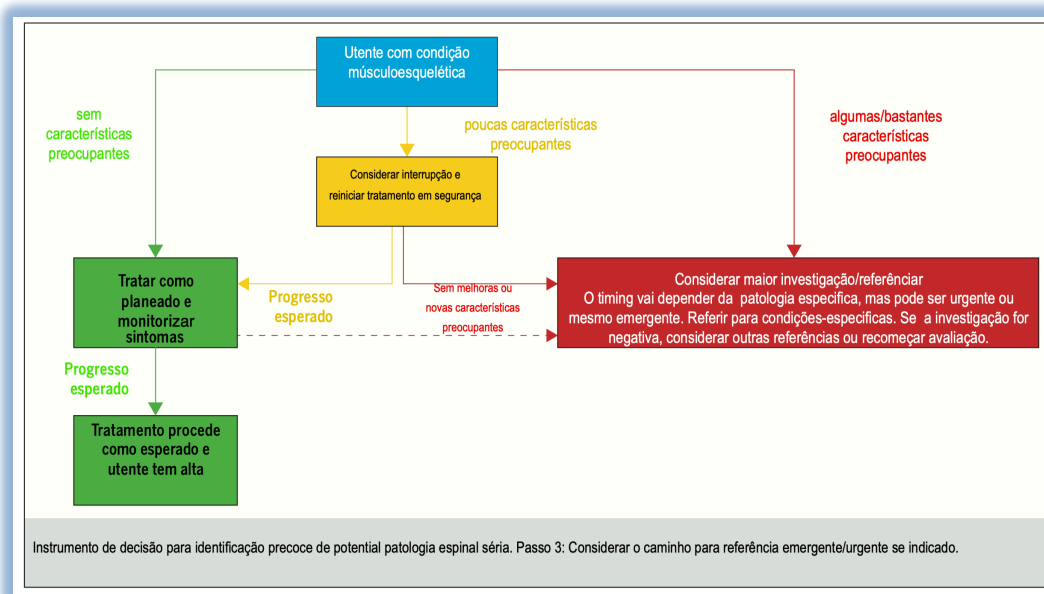 Utente com condição
músculoesquelética
sem
características
preocupantes
poucas características
preocupantes
algumas/bastantes
características
preocupantes
Considerar interrupção e
reiniciar tratamento em segurança
Tratar como
planeado e
monitorizar
sintomas
Progresso
esperado
Sem melhoras ou
novas características
preocupantes
Considerar maior investigação/referênciar
O timing vai depender da patologia especifica, mas pode ser urgente ou
mesmo emergente. Referir para condições-especificas. Se a investigação for
negativa, considerar outras referências ou recomeçar avaliação.
Progresso
esperado
Tratamento procede
como esperado e
utente tem alta
Instrumento de decisão para identificação precoce de potential patologia espinal séria. Passo 3: Considerar o caminho para referência emergente/urgente se indicado.